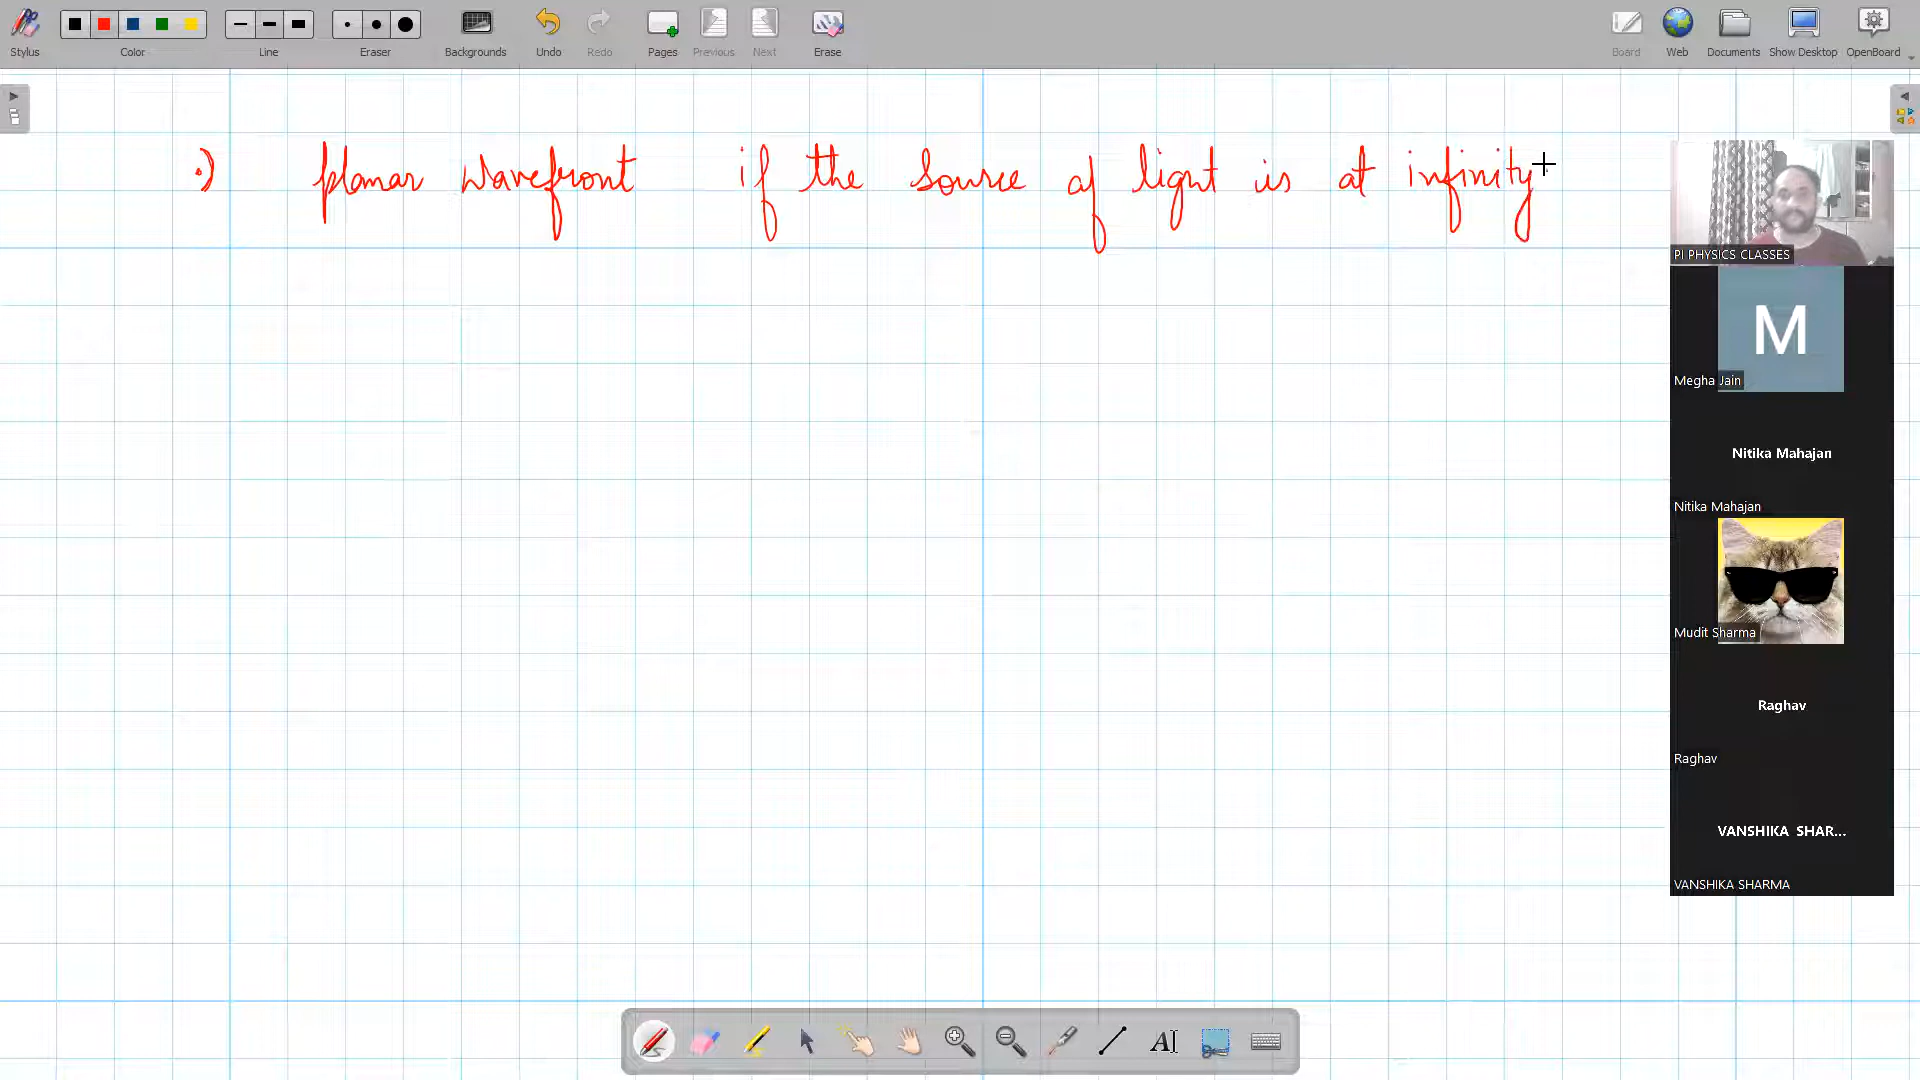 Stylus
Color
Line
Eraser
Backgrounds
Undo
Redo
Pages
Previous
Next
Erase
Board
Web
Documents
Show Desktop
OpenBoard
.) planar wavefront if the source of light is at infinity
PI PHYSICS CLASSES
M
Megha Jain
Nitika Mahajan
Nitika Mahajan
Mudit Sharma
Raghav
Raghav
VANSHIKA SHAR...
VANSHIKA SHARMA
AI